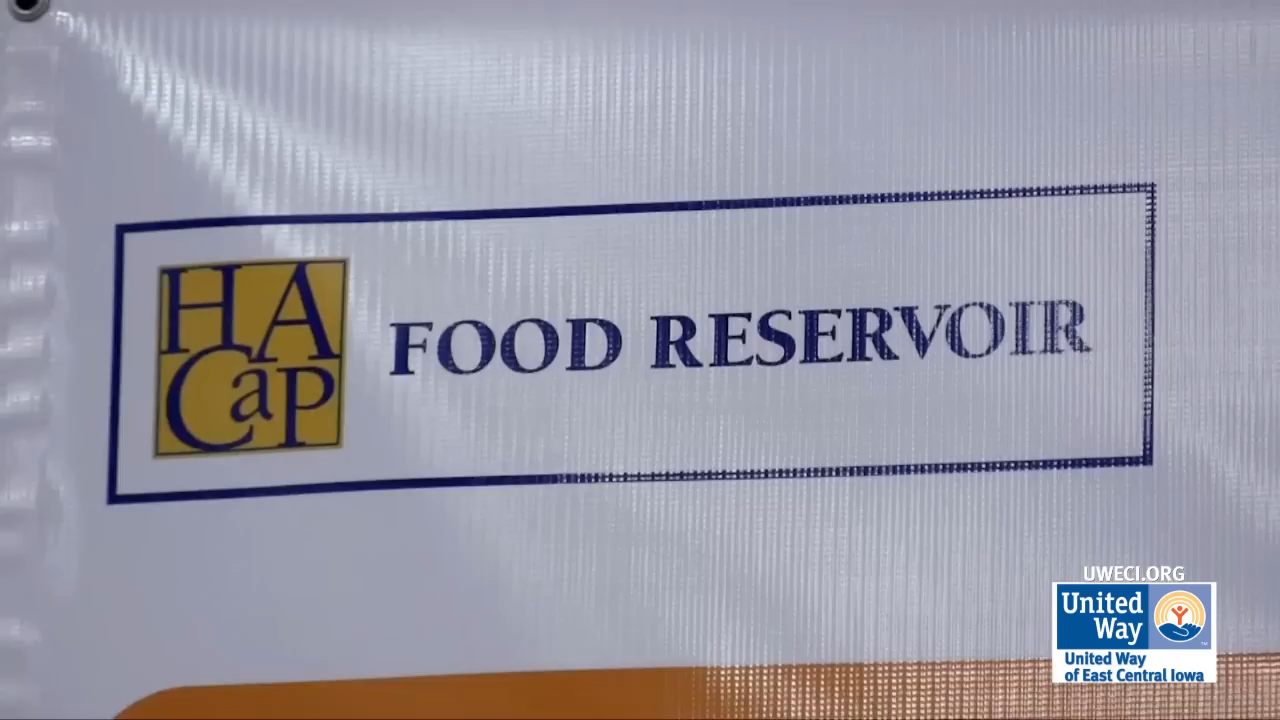 HA
CaP
FOOD RESERVOIR
UWECI.ORG
United
Way
United Way
of East Central Iowa